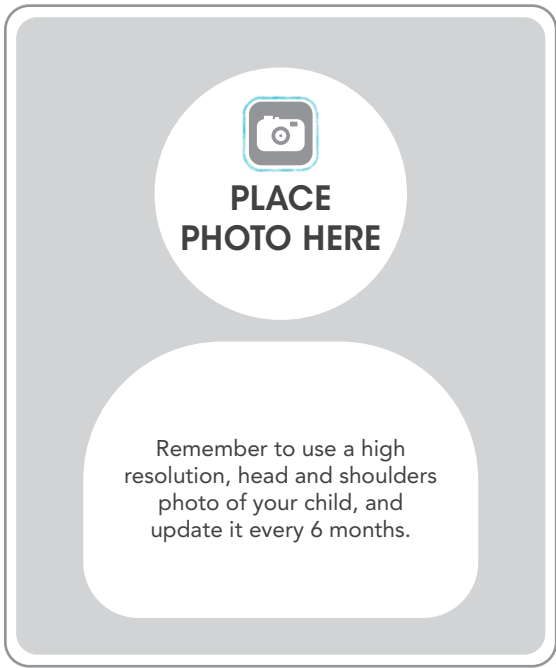 PLACE
PHOTO HERE
Remember to use a high
resolution, head and shoulders
photo of your child, and
update it every 6 months.